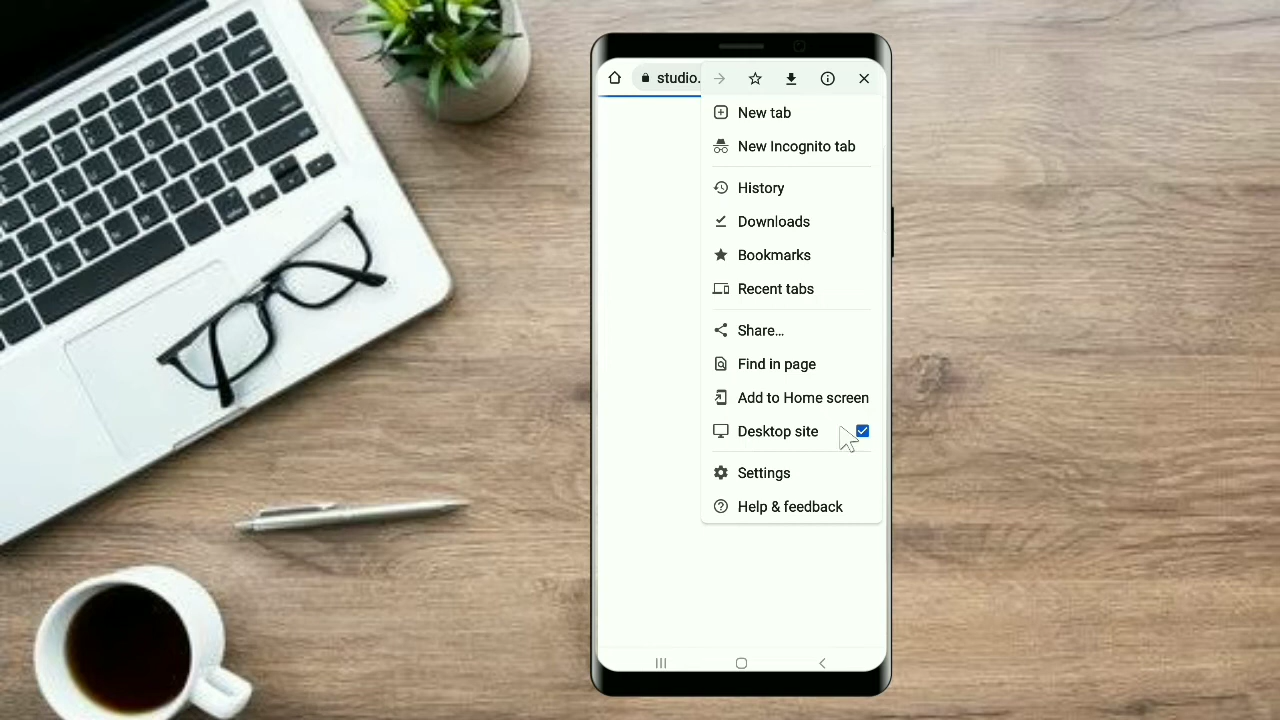 studio.
New tab
New Incognito tab
History
Downloads
Bookmarks
Recent tabs
Share...
Find in page
Add to Home screen
Desktop site
Settings
Help & feedback